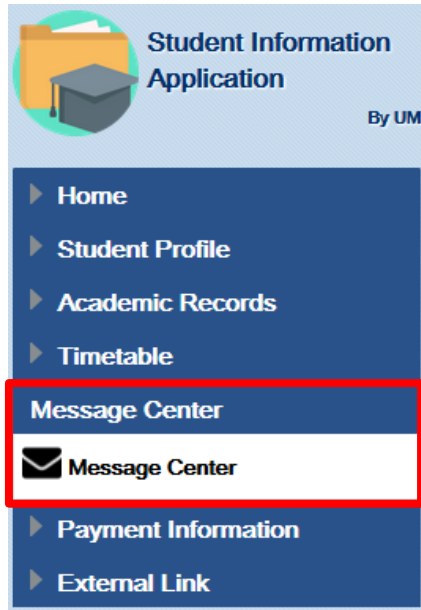 Student Information
Application
By UM
Home
Student Profile
Academic Records
Timetable
Message Center
Message Center
Payment Information
External Link